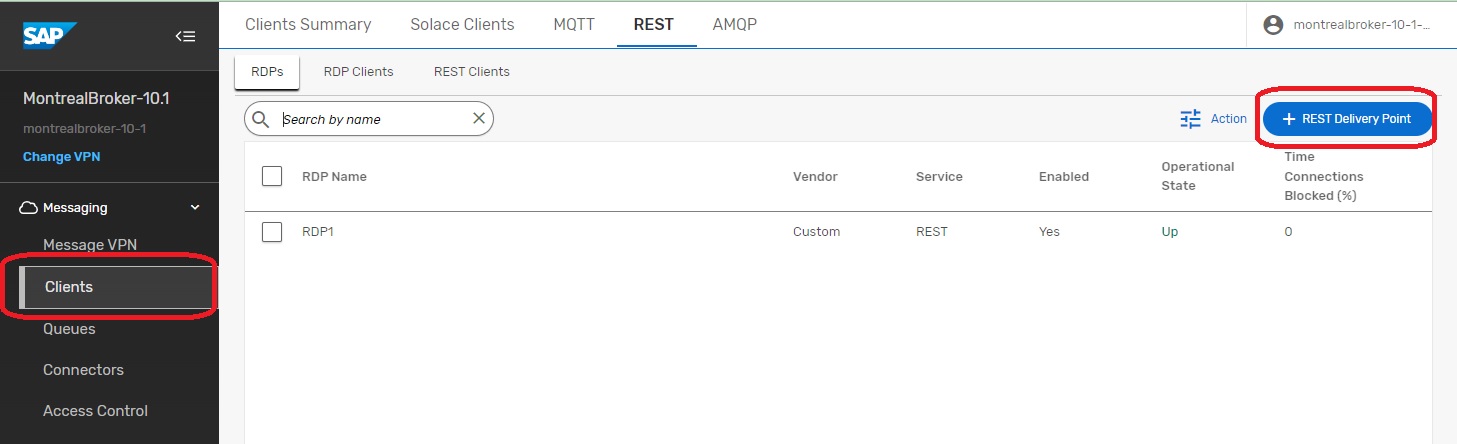 SAP
Clients Summary Solace Clients MQTT REST AMQP
montrealbroker-10-1-...
RDPs RDP Clients REST Clients
MontrealBroker-10.1
montrealbroker-10-1
Change VPN
Search by name
Action
+ REST Delivery Point
RDP Name Vendor Service Enabled Operational State Time Connections Blocked (%)
RDP1 Custom REST Yes Up 0
Messaging
Message VPN
Clients
Queues
Connectors
Access Control